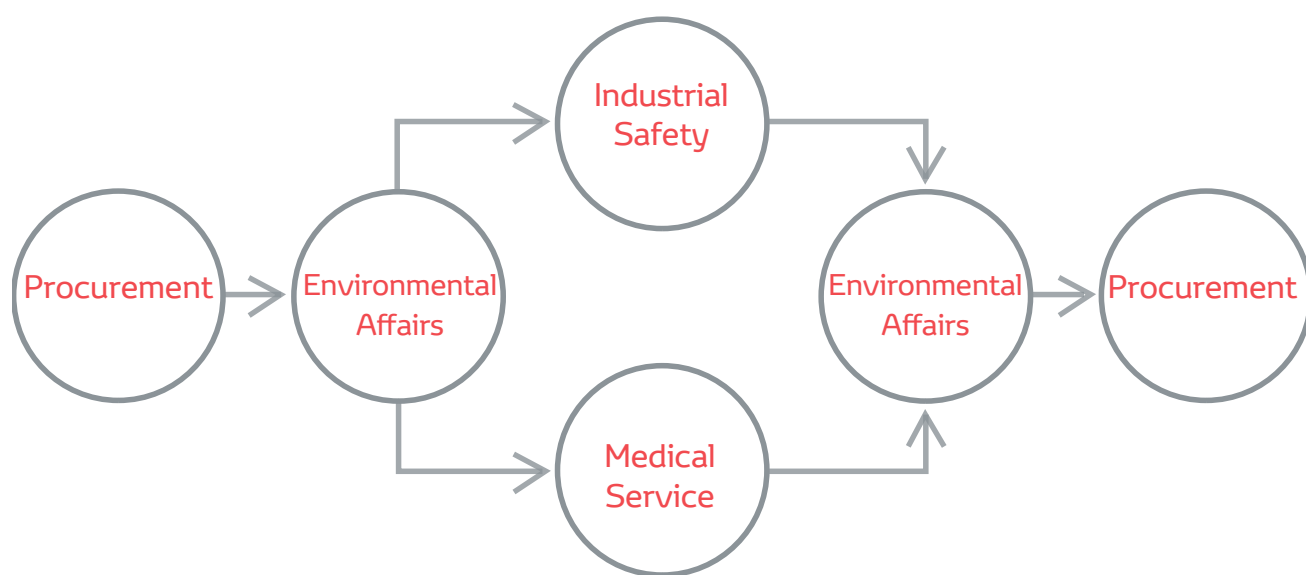 Procurement
Environmental
Affairs
Industrial
Safety
Medical
Service
Environmental
Affairs
Procurement